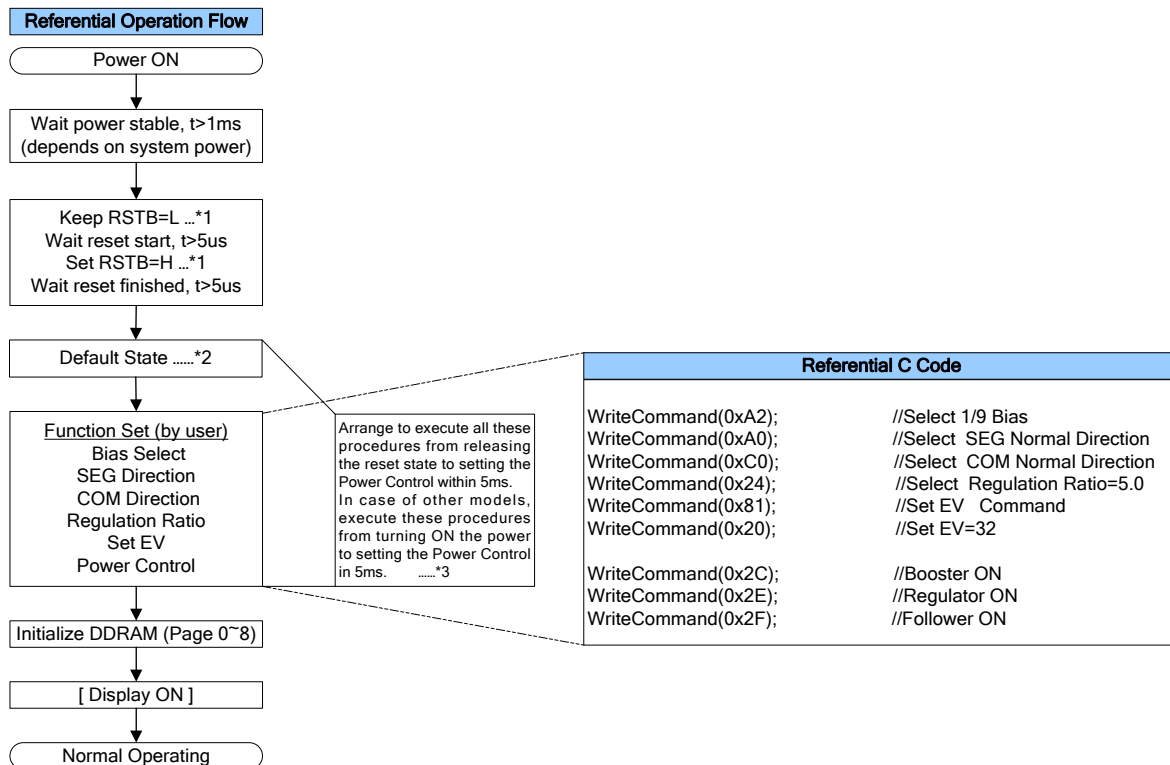 Referential Operation Flow
Power ON
Wait power stable, t>1ms
(depends on system power)
Keep RSTB=L ...*1
Wait reset start, t>5us
Set RSTB=H ...*1
Wait reset finished, t>5us
Default State ......*2
Function Set (by user)
Bias Select
SEG Direction
COM Direction
Regulation Ratio
Set EV
Power Control
Arrange to execute all these
procedures from releasing
the reset state to setting the
Power Control within 5ms.
In case of other models,
execute these procedures
from turning ON the power
to setting the Power Control
in 5ms. ......*3
Initialize DDRAM (Page 0~8)
[ Display ON ]
Normal Operating
Referential C Code
WriteCommand(0xA2); //Select 1/9 Bias
WriteCommand(0xA0); //Select SEG Normal Direction
WriteCommand(0xC0); //Select COM Normal Direction
WriteCommand(0x24); //Select Regulation Ratio=5.0
WriteCommand(0x81); //Set EV Command
WriteCommand(0x20); //Set EV=32
WriteCommand(0x2C); //Booster ON
WriteCommand(0x2E); //Regulator ON
WriteCommand(0x2F); //Follower ON